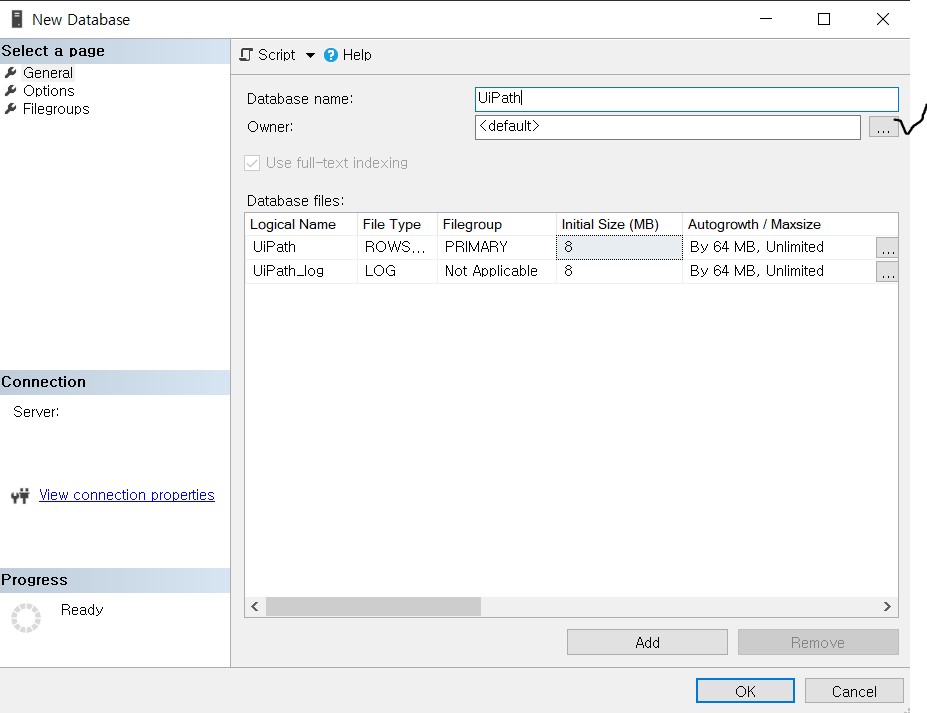 New Database
Select a page
General
Options
Filegroups
Script
Help
Database name:
UiPath
Owner:
<default>
...
Use full-text indexing
Database files:
Logical Name File Type Filegroup Initial Size (MB) Autogrowth / Maxsize
UiPath ROWS... PRIMARY 8 By 64 MB, Unlimited ...
UiPath_log LOG Not Applicable 8 By 64 MB, Unlimited ...
Connection
Server:
View connection properties
Progress
Ready
Add
Remove
OK
Cancel